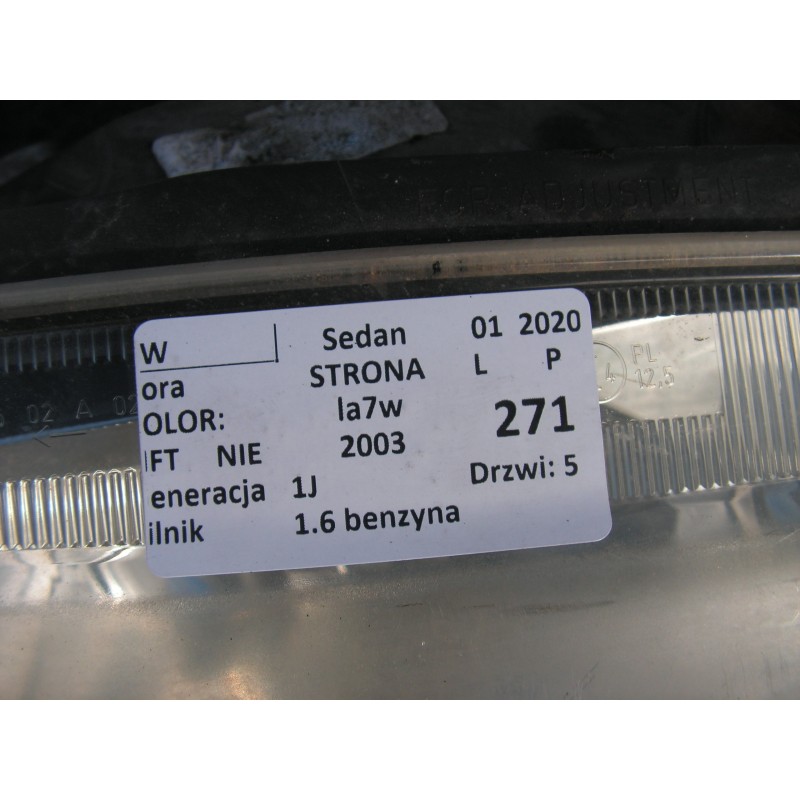 FOR ADJUSTMENT
W Sedan 01 2020
ora STRONA L P
OLOR: la7w 271
IFT NIE 2003
eneracja 1J Drzwi: 5
ilnik 1.6 benzyna
02 A 02
4 PL
12,5